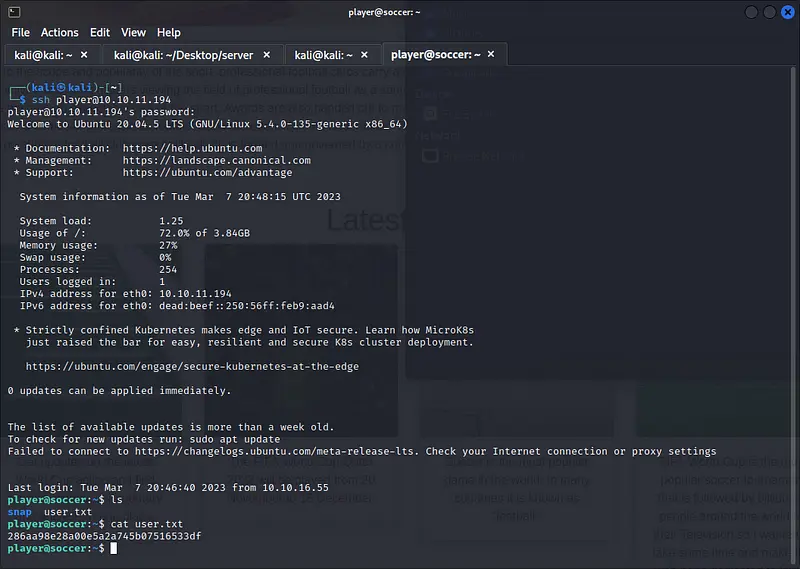 player@soccer: ~
File Actions Edit View Help
kali@kali: ~ × kali@kali: ~/Desktop/server × kali@kali: ~ × player@soccer: ~ ×
┌──(kali㉿kali)-[~]
└─$ ssh player@10.10.11.194
player@10.10.11.194's password:
Welcome to Ubuntu 20.04.5 LTS (GNU/Linux 5.4.0-135-generic x86_64)
* Documentation: https://help.ubuntu.com
* Management: https://landscape.canonical.com
* Support: https://ubuntu.com/advantage
System information as of Tue Mar 7 20:48:15 UTC 2023
System load: 1.25
Usage of /: 72.0% of 3.84GB
Memory usage: 27%
Swap usage: 0%
Processes: 254
Users logged in: 1
IPv4 address for eth0: 10.10.11.194
IPv6 address for eth0: dead:beef::250:56ff:feb9:aad4
* Strictly confined Kubernetes makes edge and IoT secure. Learn how MicroK8s
just raised the bar for easy, resilient and secure K8s cluster deployment.
https://ubuntu.com/engage/secure-kubernetes-at-the-edge
0 updates can be applied immediately.
The list of available updates is more than a week old.
To check for new updates run: sudo apt update
Failed to connect to https://changelogs.ubuntu.com/meta-release-lts. Check your Internet connection or proxy settings
Last login: Tue Mar 7 20:46:40 2023 from 10.10.16.15
player@soccer:~$ ls
snap user.txt
player@soccer:~$ cat user.txt
286aa98e28a00e5a2a745b07516533df
player@soccer:~$
Latest